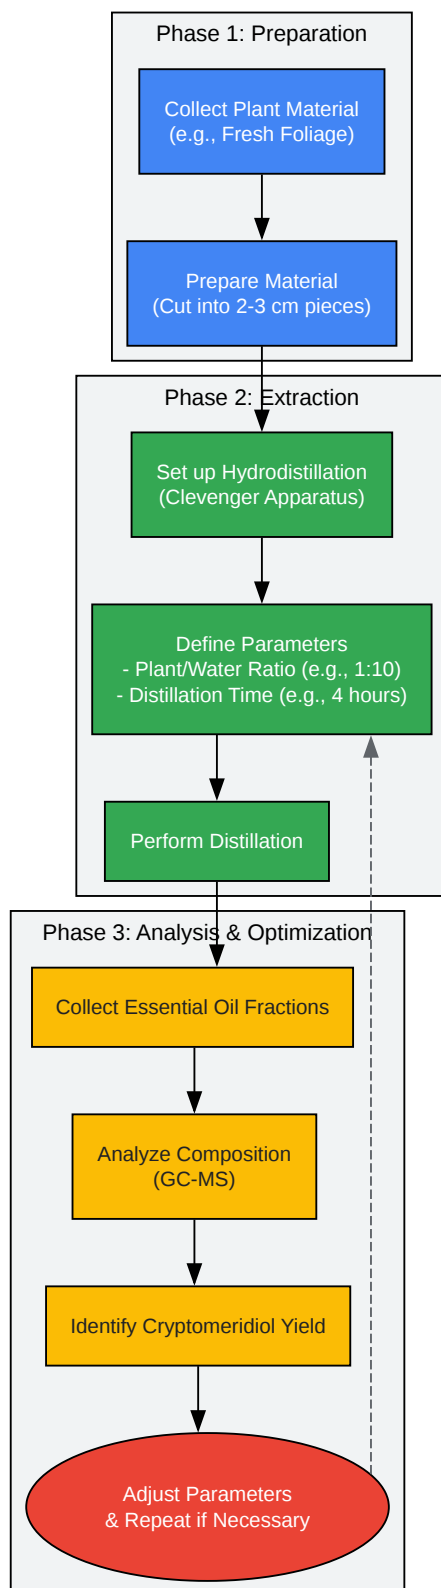 Phase 1: Preparation
Collect Plant Material
(e.g., Fresh Foliage)
Prepare Material
(Cut into 2-3 cm pieces)
Phase 2: Extraction
Set up Hydrodistillation
(Clevenger Apparatus)
Define Parameters
- Plant/Water Ratio (e.g., 1:10)
- Distillation Time (e.g., 4 hours)
Perform Distillation
Phase 3: Analysis & Optimization
Collect Essential Oil Fractions
Analyze Composition
(GC-MS)
Identify Cryptomeridiol Yield
Adjust Parameters
& Repeat if Necessary